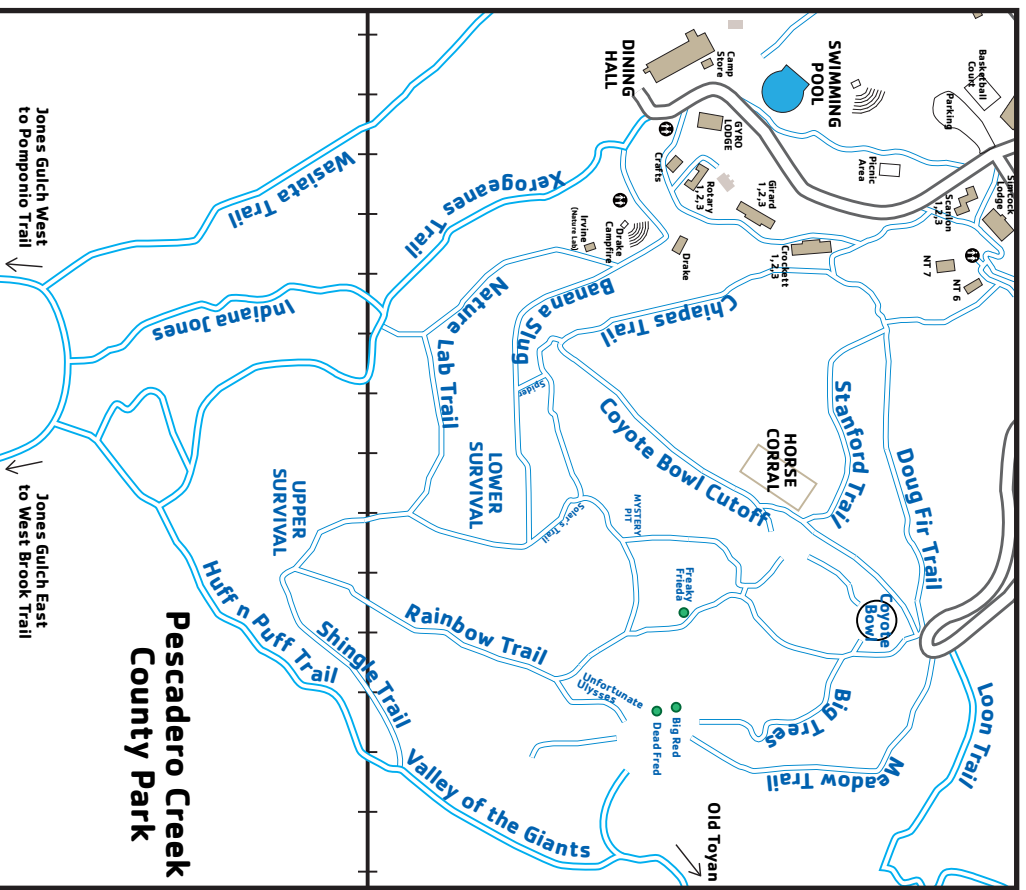 Basketball
Court
Parking
SWIMMING
POOL
Camp
Store
DINING
HALL
GYRO
LODGE
Picnic
Area
Simcock
Lodge
Scanlon
1,2,3
Girard
1,2,3
Rotary
1,2,3
Crafts
Crockett
1,2,3
NT 7
NT 6
Drake
Drake
Campfire
Irvine
(Nature Lab)
Wasiata Trail
Xerogeanes Trail
Jones Gulch West
to Pomponio Trail
Indiana Jones
Nature Lab Trail
Banana Slug
Chiapas Trail
Spider
Coyote Bowl Cutoff
HORSE
CORRAL
Stanford Trail
Doug Fir Trail
LOWER
SURVIVAL
UPPER
SURVIVAL
Solar's Trail
MYSTERY
PIT
Freaky
Frieda
Coyote
Bowl
Jones Gulch East
to West Brook Trail
Huff n Puff Trail
Shingle Trail
Rainbow Trail
Unfortunate
Ulysses
Big Red
Dead Fred
Big Trees
Meadow Trail
Loon Trail
Valley of the Giants
Old Toyan
Pescadero Creek
County Park